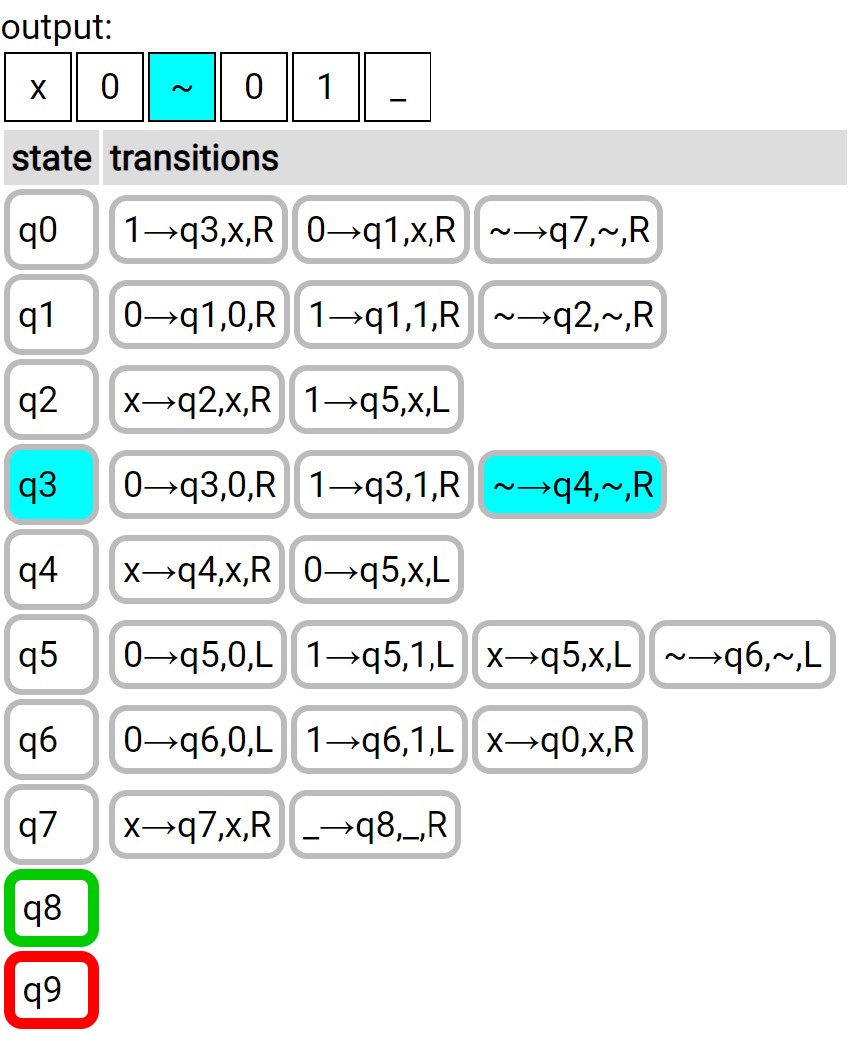 output:
x 0 ~ 0 1 _
state transitions
q0 1→q3,x,R 0→q1,x,R ~→q7,~,R
q1 0→q1,0,R 1→q1,1,R ~→q2,~,R
q2 x→q2,x,R 1→q5,x,L
q3 0→q3,0,R 1→q3,1,R ~→q4,~,R
q4 x→q4,x,R 0→q5,x,L
q5 0→q5,0,L 1→q5,1,L x→q5,x,L ~→q6,~,L
q6 0→q6,0,L 1→q6,1,L x→q0,x,R
q7 x→q7,x,R _→q8,_,R
q8
q9